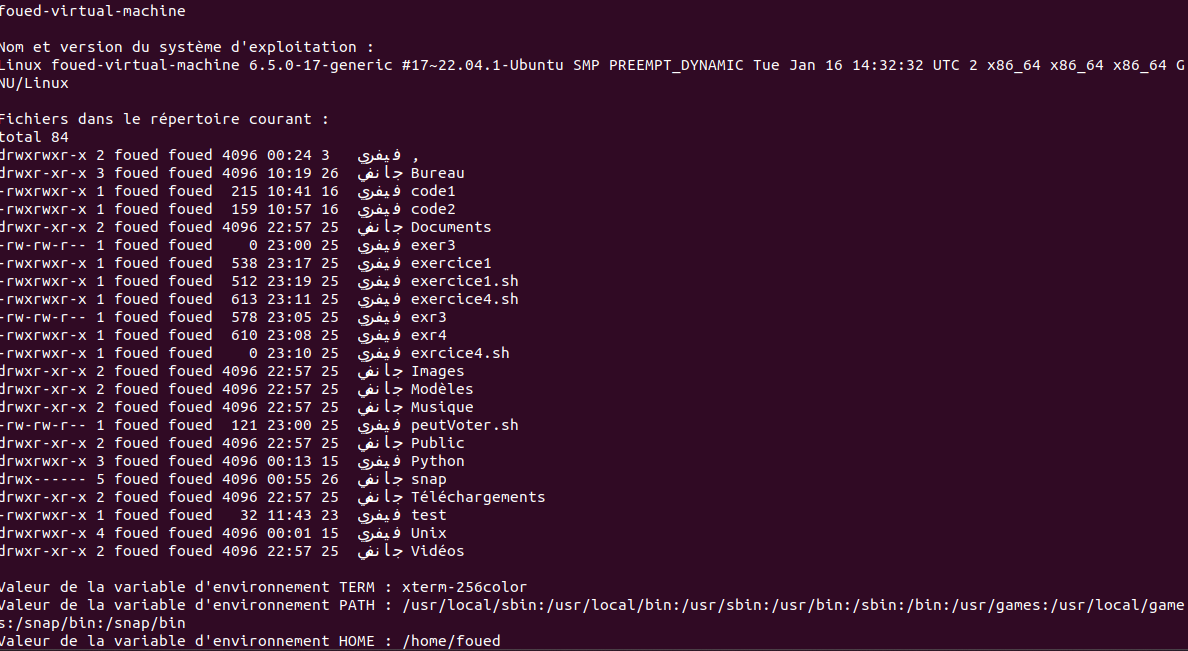 foued-virtual-machine
Nom et version du système d'exploitation :
Linux foued-virtual-machine 6.5.0-17-generic #17~22.04.1-Ubuntu SMP PREEMPT_DYNAMIC Tue Jan 16 14:32:32 UTC 2 x86_64 x86_64 x86_64 G
NU/Linux
Fichiers dans le répertoire courant :
total 84
drwxrwxr-x 2 foued foued 4096 00:24 3   فيفري ,
drwxr-xr-x 3 foued foued 4096 10:19 26  جانفي Bureau
-rwxrwxr-x 1 foued foued  215 10:41 16  فيفري code1
-rwxrwxr-x 1 foued foued  159 10:57 16  فيفري code2
drwxr-xr-x 2 foued foued 4096 22:57 25  جانفي Documents
-rw-rw-r-- 1 foued foued    0 23:00 25  فيفري exer3
-rwxrwxr-x 1 foued foued  538 23:17 25  فيفري exercice1
-rwxrwxr-x 1 foued foued  512 23:19 25  فيفري exercice1.sh
-rwxrwxr-x 1 foued foued  613 23:11 25  فيفري exercice4.sh
-rw-rw-r-- 1 foued foued  578 23:05 25  فيفري exr3
-rwxrwxr-x 1 foued foued  610 23:08 25  فيفري exr4
-rwxrwxr-x 1 foued foued    0 23:10 25  فيفري exrcice4.sh
drwxr-xr-x 2 foued foued 4096 22:57 25  جانفي Images
drwxr-xr-x 2 foued foued 4096 22:57 25  جانفي Modèles
drwxr-xr-x 2 foued foued 4096 22:57 25  جانفي Musique
-rw-rw-r-- 1 foued foued  121 23:00 25  فيفري peutVoter.sh
drwxr-xr-x 2 foued foued 4096 22:57 25  جانفي Public
drwxrwxr-x 3 foued foued 4096 00:13 15  فيفري Python
drwx------ 5 foued foued 4096 00:55 26  جانفي snap
drwxr-xr-x 2 foued foued 4096 22:57 25  جانفي Téléchargements
-rwxrwxr-x 1 foued foued   32 11:43 23  فيفري test
drwxrwxr-x 4 foued foued 4096 00:01 15  فيفري Unix
drwxr-xr-x 2 foued foued 4096 22:57 25  جانفي Vidéos
Valeur de la variable d'environnement TERM : xterm-256color
Valeur de la variable d'environnement PATH : /usr/local/sbin:/usr/local/bin:/usr/sbin:/usr/bin:/sbin:/bin:/usr/games:/usr/local/game
s:/snap/bin:/snap/bin
Valeur de la variable d'environnement HOME : /home/foued